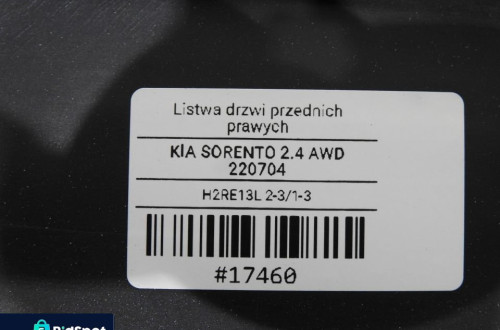 Listwa drzwi przednich
prawych
KIA SORENTO 2.4 AWD
220704
H2RE13L 2-3/1-3
#17460